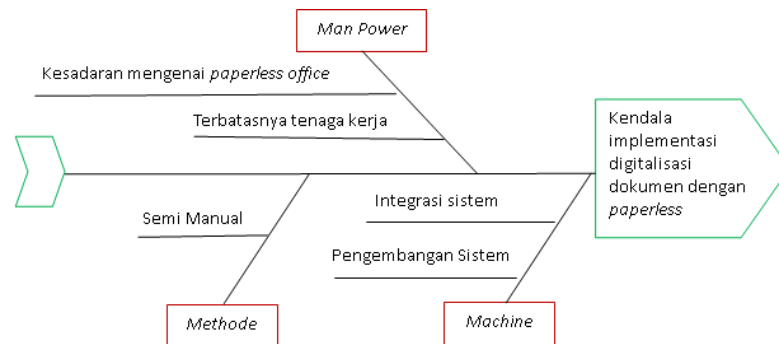 Man Power
Kesadaran mengenai paperless office
Terbatasnya tenaga kerja
Kendala
implementasi
digitalisasi
dokumen dengan
paperless
Semi Manual
Integrasi sistem
Pengembangan Sistem
Methode
Machine